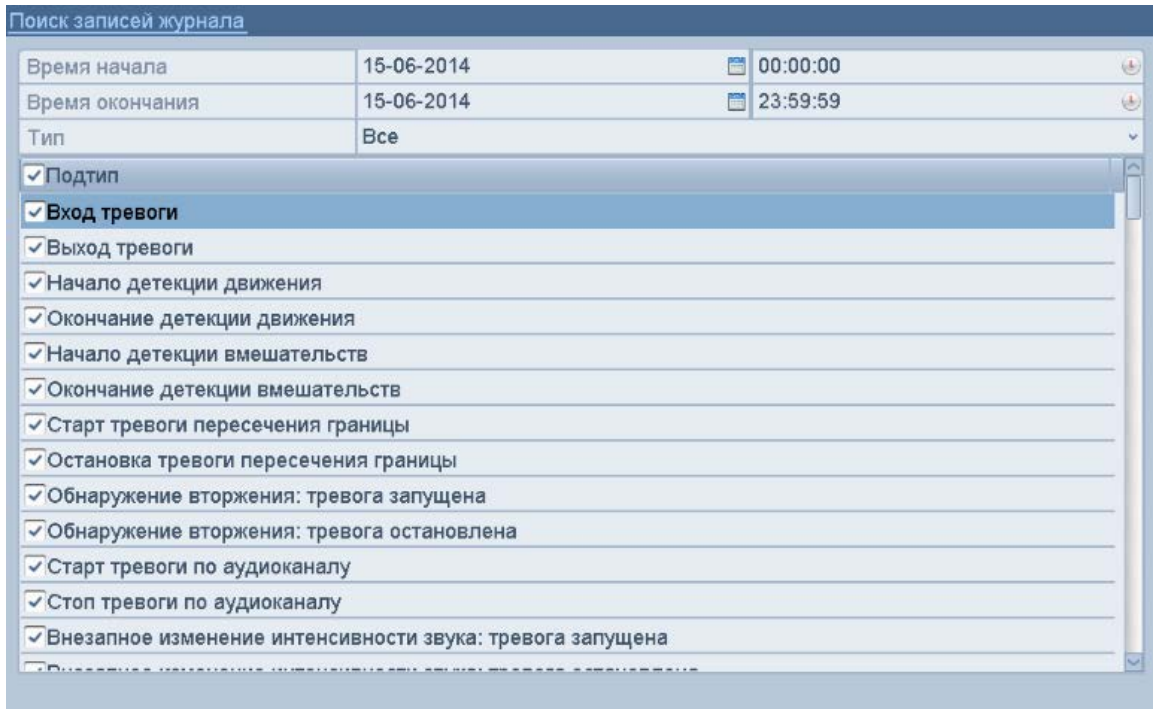 Поиск записей журнала
Время начала 15-06-2014 00:00:00
Время окончания 15-06-2014 23:59:59
Тип Все
Подтип
Вход тревоги
Выход тревоги
Начало детекции движения
Окончание детекции движения
Начало детекции вмешательств
Окончание детекции вмешательств
Старт тревоги пересечения границы
Остановка тревоги пересечения границы
Обнаружение вторжения: тревога запущена
Обнаружение вторжения: тревога остановлена
Старт тревоги по аудиоканалу
Стоп тревоги по аудиоканалу
Внезапное изменение интенсивности звука: тревога запущена